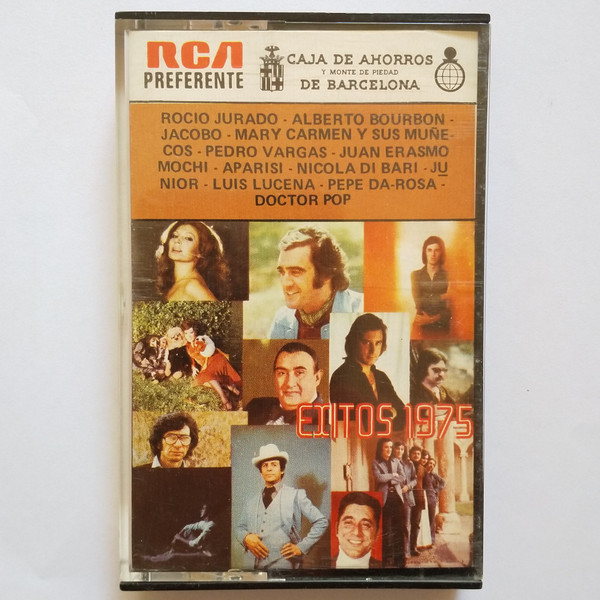 RCA
PREFERENTE
CAJA DE AHORROS
Y MONTE DE PIEDAD
DE BARCELONA
ROCIO JURADO - ALBERTO BOURBON -
JACOBO - MARY CARMEN Y SUS MUÑE-
COS - PEDRO VARGAS - JUAN ERASMO
MOCHI - APARISI - NICOLA DI BARI - JU
NIOR - LUIS LUCENA - PEPE DA-ROSA -
DOCTOR POP
EXITOS 1975